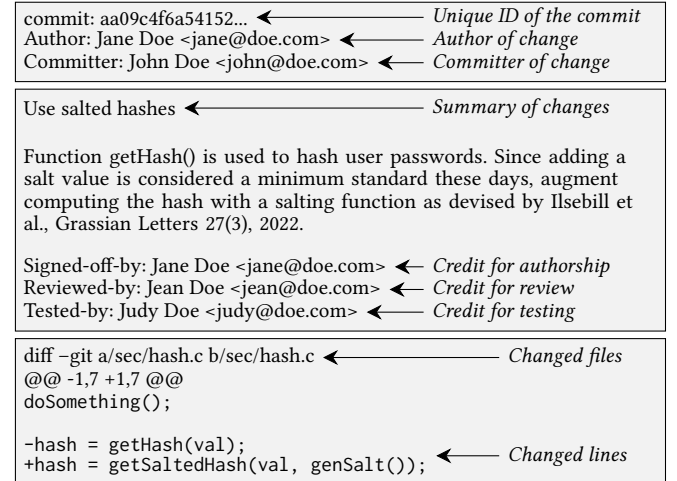 commit: aa09c4f6a54152... Unique ID of the commit
Author: Jane Doe <jane@doe.com> Author of change
Committer: John Doe <john@doe.com> Committer of change
Use salted hashes Summary of changes
Function getHash() is used to hash user passwords. Since adding a
salt value is considered a minimum standard these days, augment
computing the hash with a salting function as devised by Ilsebill et
al., Grassian Letters 27(3), 2022.
Signed-off-by: Jane Doe <jane@doe.com> Credit for authorship
Reviewed-by: Jean Doe <jean@doe.com> Credit for review
Tested-by: Judy Doe <judy@doe.com> Credit for testing
diff –git a/sec/hash.c b/sec/hash.c Changed files
@@ -1,7 +1,7 @@
doSomething();
-hash = getHash(val);
+hash = getSaltedHash(val, genSalt()); Changed lines